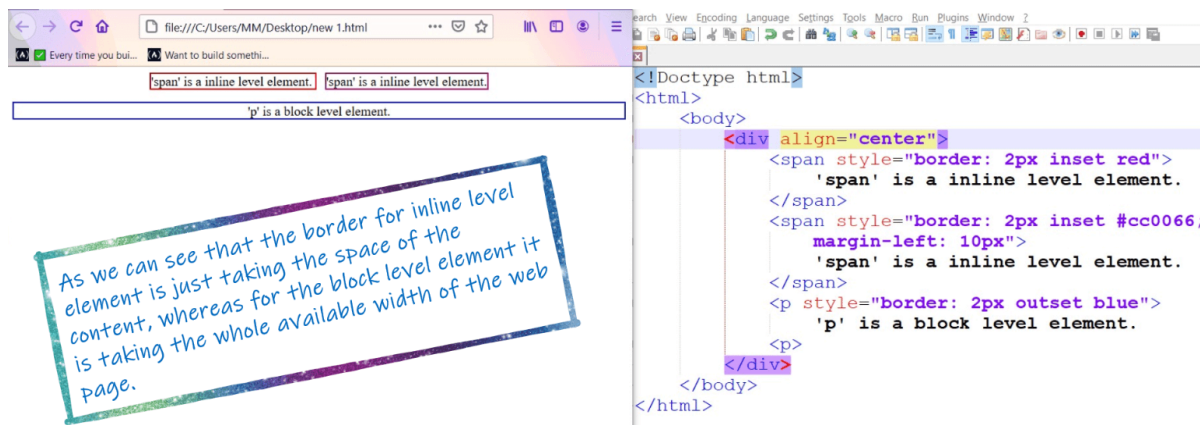 file:///C:/Users/MM/Desktop/new 1.html
Every time you bui...
Want to build somethi...
'span' is a inline level element. 'span' is a inline level element.
'p' is a block level element.
As we can see that the border for inline level
element is just taking the space of the
content, whereas for the block level element it
is taking the whole available width of the web
page.
earch View Encoding Language Settings Tools Macro Run Plugins Window ?
<!Doctype html>
<html>
<body>
<div align="center">
<span style="border: 2px inset red">
'span' is a inline level element.
</span>
<span style="border: 2px inset #cc0066,
margin-left: 10px">
'span' is a inline level element.
</span>
<p style="border: 2px outset blue">
'p' is a block level element.
<p>
</div>
</body>
</html>